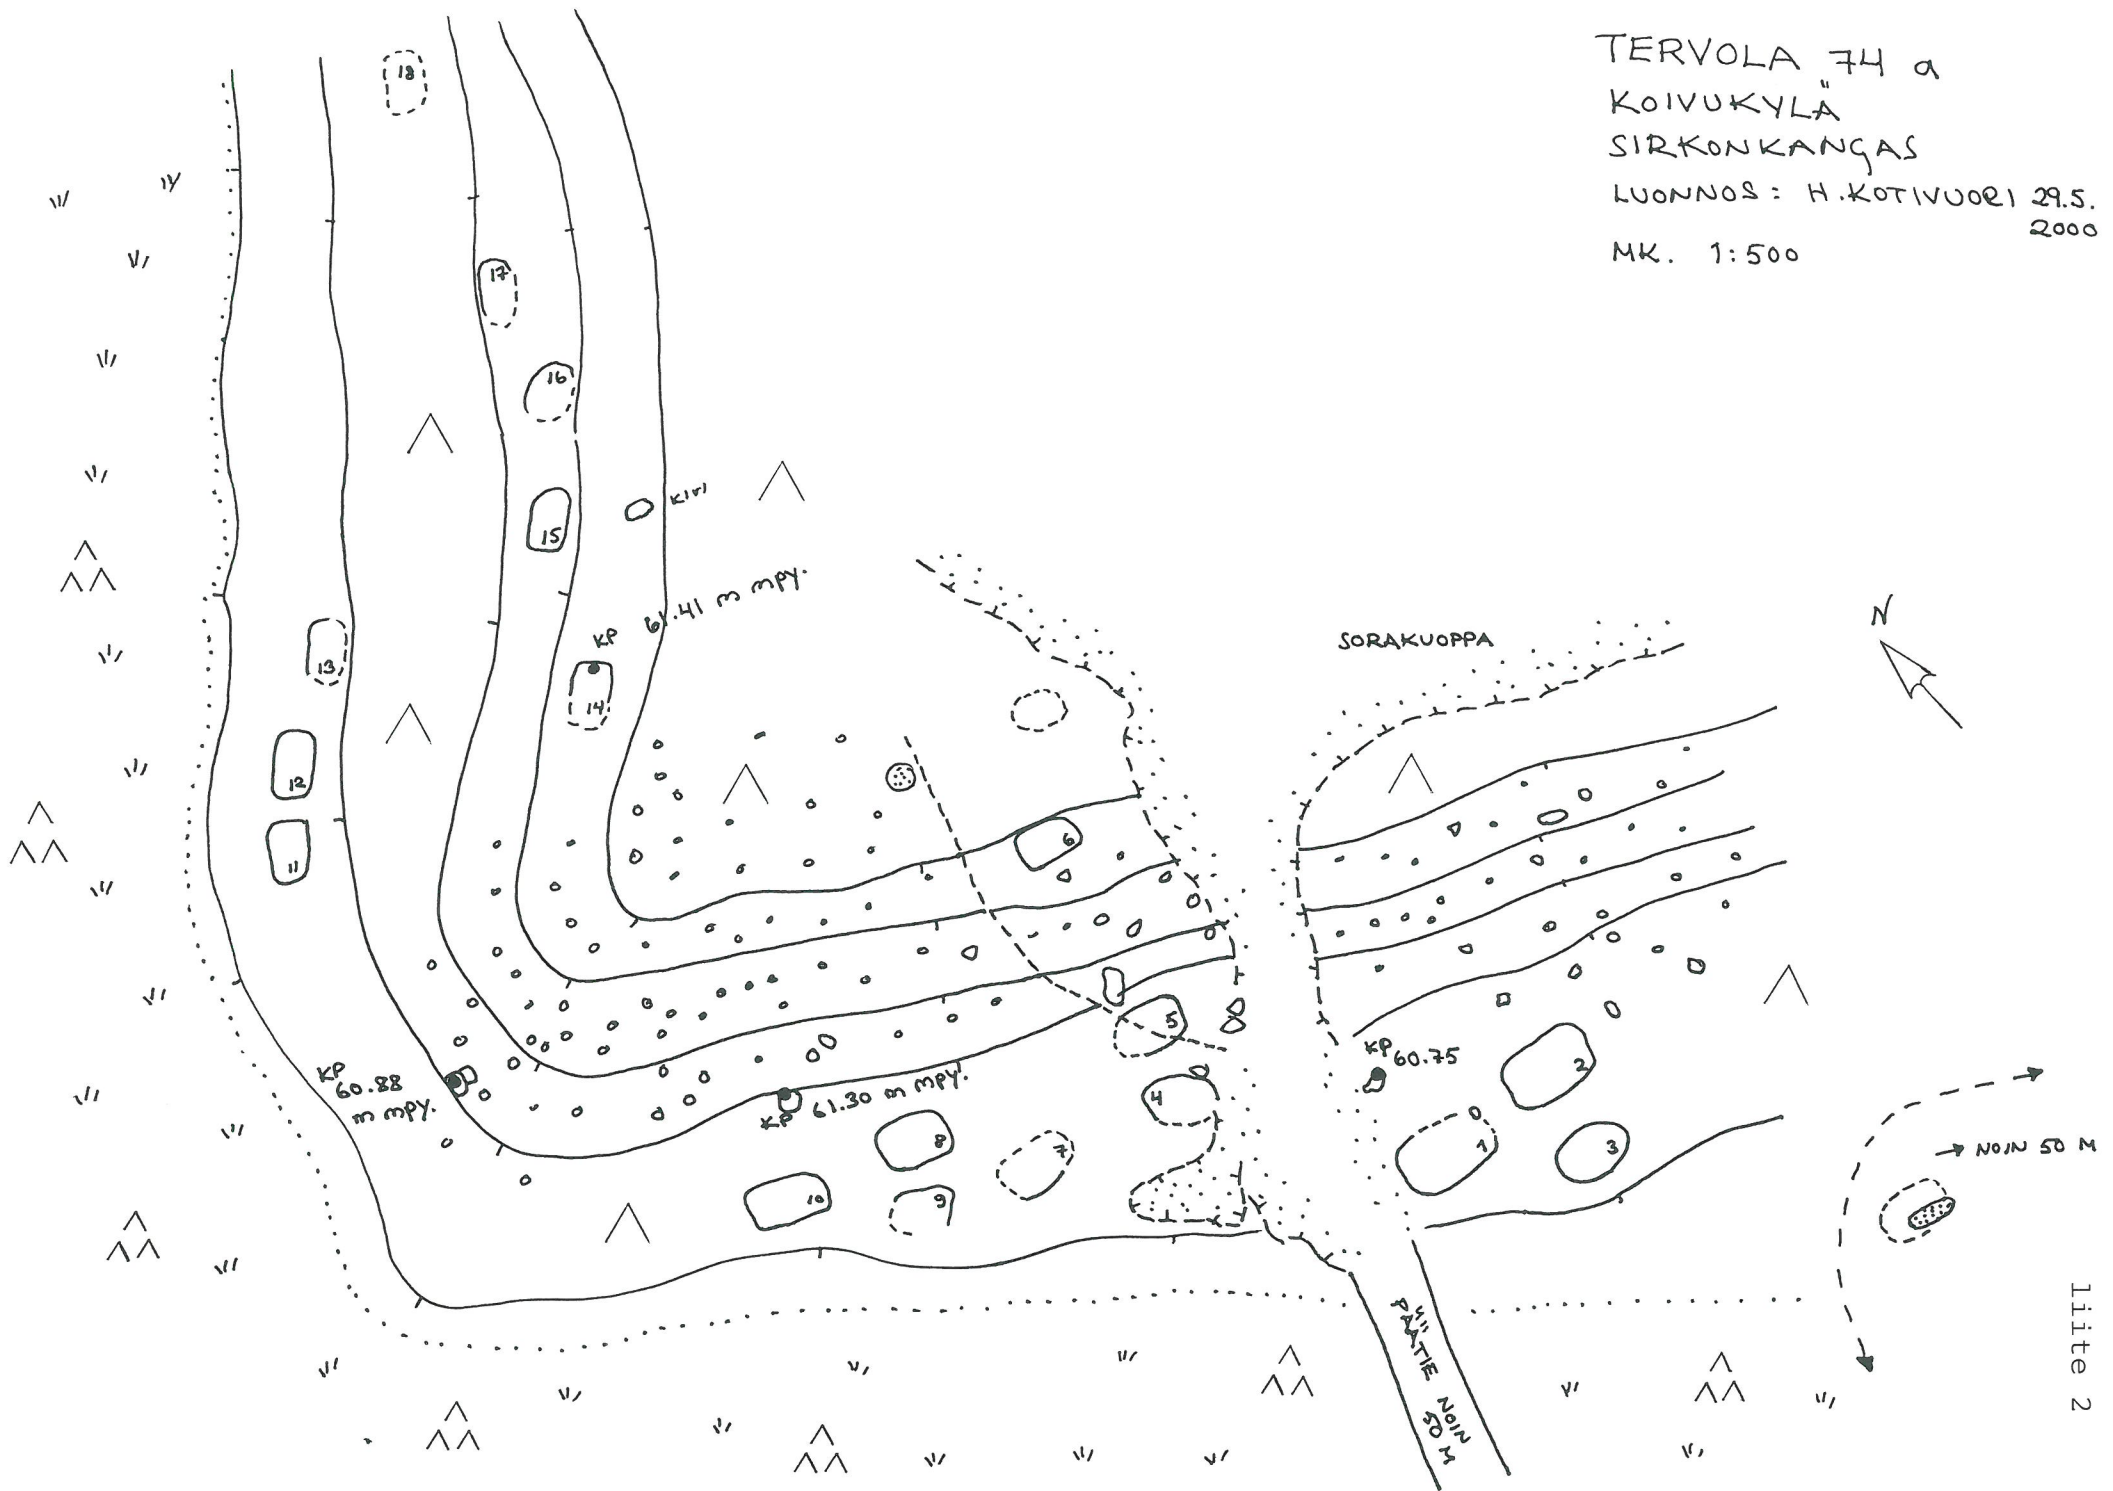 TERVOLA 74 a
KOIVUKYLÄ
SIRKONKANGAS
LUONNOS: H. KOTIVUORI 29.5.
2000
MK. 1:500
18
17
16
15
KIVI
61.41 m mpy.
KP
14
13
12
11
SORAKUOPPA
N
6
5
4
KP
60.88
m mpy.
KP 61.30 m mpy.
KP 60.75
2
1
3
8
7
10
9
→ NOIN 50 M
PÄÄTIE NOIN
50 M
liite 2